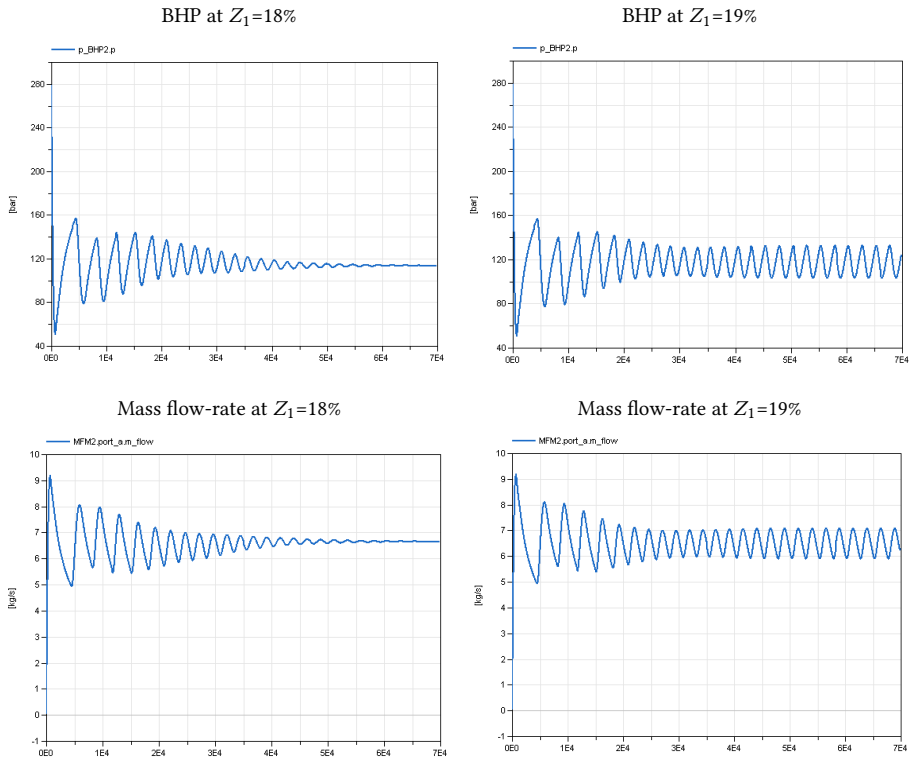 BHP at Z₁=18%
p_BHP2.p
[bar]
280
240
200
160
120
80
40
0E0 1E4 2E4 3E4 4E4 5E4 6E4 7E4
BHP at Z₁=19%
p_BHP2.p
[bar]
280
240
200
160
120
80
40
0E0 1E4 2E4 3E4 4E4 5E4 6E4 7E4
Mass flow-rate at Z₁=18%
MFM2.port_a.m_flow
[kg/s]
10
9
8
7
6
5
4
3
2
1
0
-1
0E0 1E4 2E4 3E4 4E4 5E4 6E4 7E4
Mass flow-rate at Z₁=19%
MFM2.port_a.m_flow
[kg/s]
10
9
8
7
6
5
4
3
2
1
0
-1
0E0 1E4 2E4 3E4 4E4 5E4 6E4 7E4